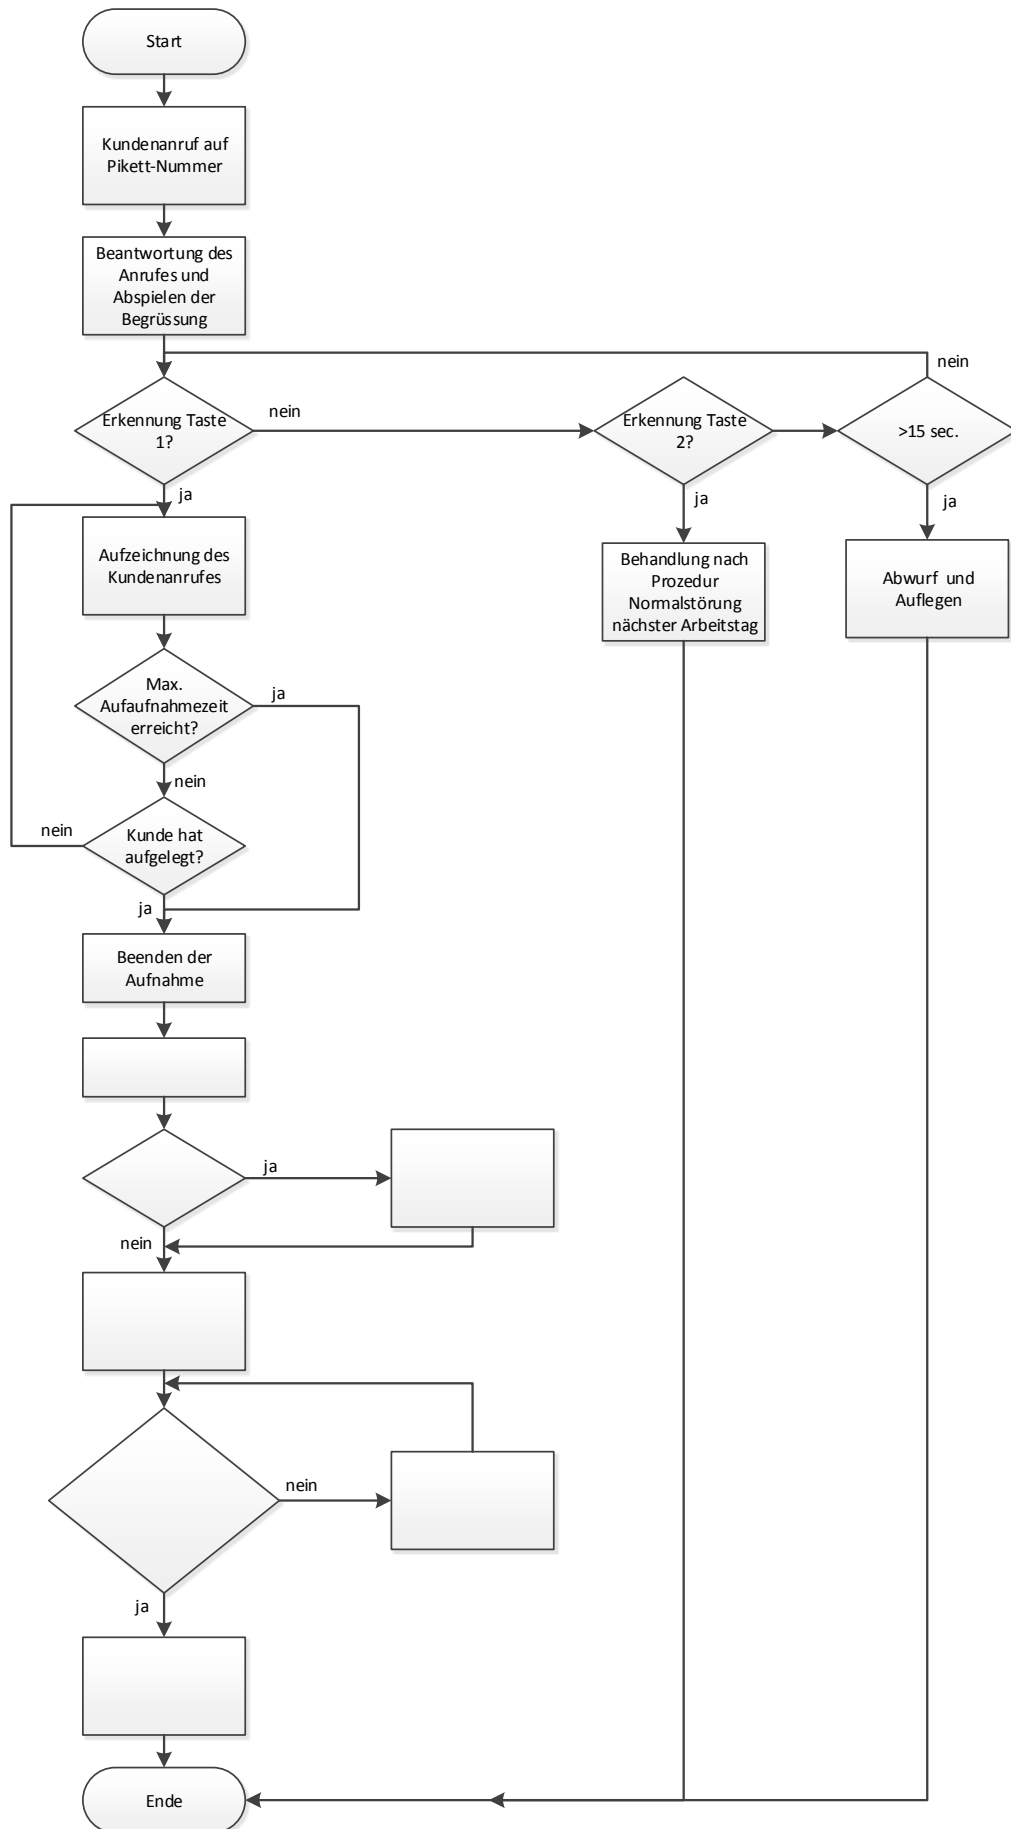 Start
Kundenanruf auf
Pikett-Nummer
Beantwortung des
Anrufes und
Abspielen der
Begrüssung
nein
Erkennung Taste
1?
nein
Erkennung Taste
2?
>15 sec.
ja
ja
ja
Aufzeichnung des
Kundenanrufes
Behandlung nach
Prozedur
Normalstörung
nächster Arbeitstag
Abwurf und
Auflegen
Max.
Aufaufnahmezeit
erreicht?
ja
nein
nein
Kunde hat
aufgelegt?
ja
Beenden der
Aufnahme
ja
nein
nein
ja
Ende